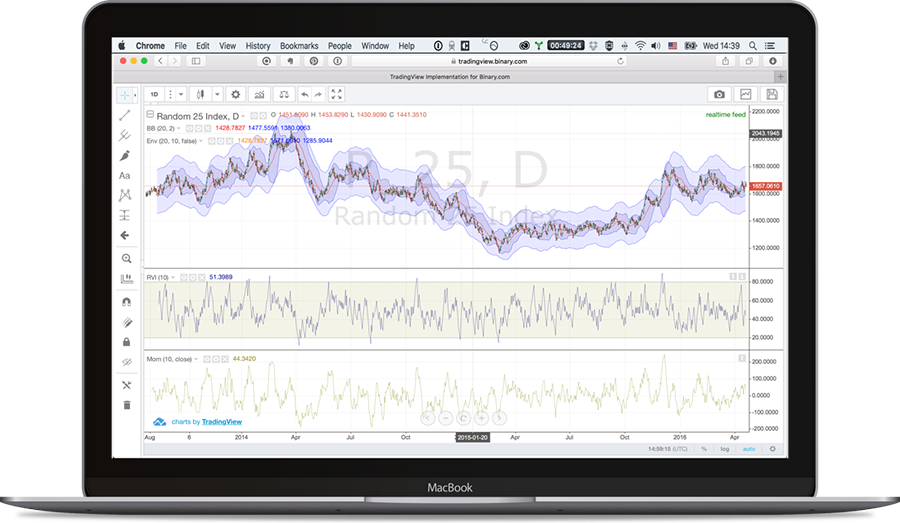 Chrome File Edit View History Bookmarks People Window Help 00:49:24 Wed 14:39
tradingview.binary.com
TradingView Implementation for Binary.com
1D
Random 25 Index, D O 1451.6090 H 1453.8290 L 1430.9090 C 1441.3510 realtime feed
BB (20, 2) 1428.7827 1477.5591 1380.0063
Env (20, 10, false) 1285.9044
Aa
25, D
Random 25 Index
2200.0000
2043.1945
1800.0000
1657.0610
1600.0000
1400.0000
1200.0000
RVI (10) 51.3989
80.0000
60.0000
40.0000
20.0000
Mom (10, close) 44.3420
200.0000
100.0000
0.0000
-100.0000
-200.0000
charts by TradingView
Aug 6 2014 Apr Jul Oct 2015-01-20 Apr Jul Oct 2016 Apr
14:59:15 (UTC) % log auto
MacBook